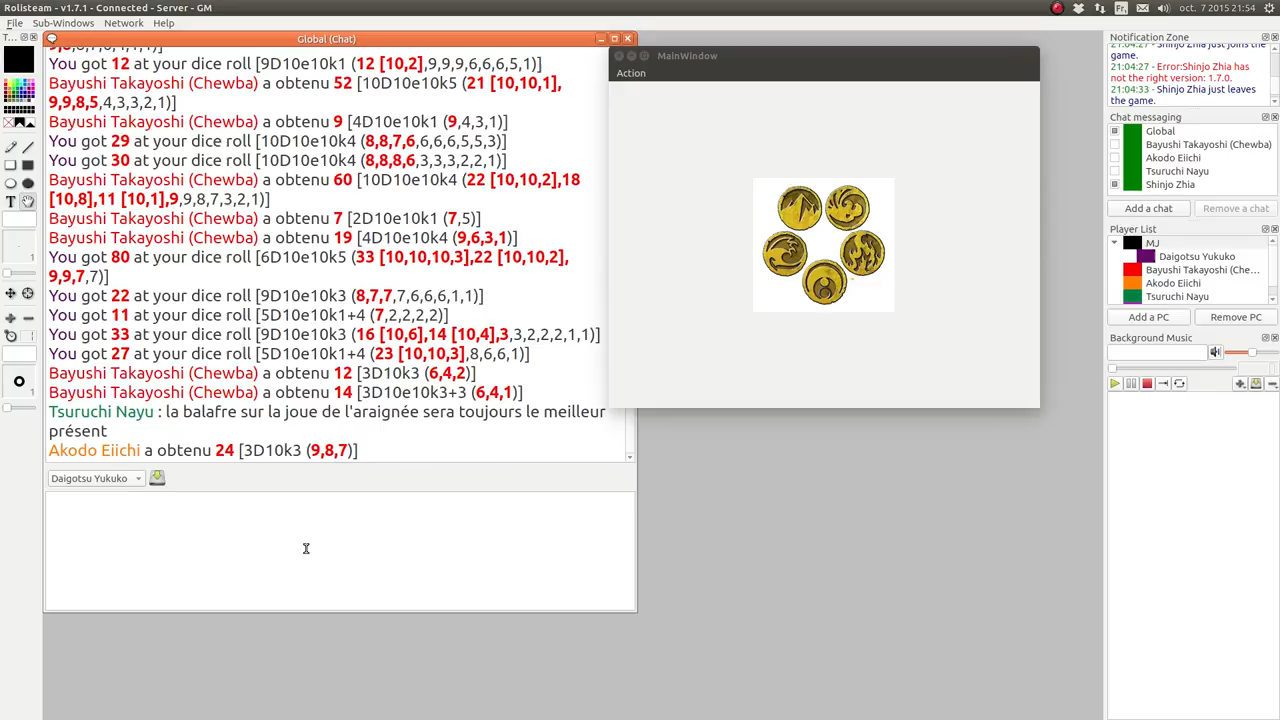 Rolisteam - v1.7.1 - Connected - Server - GM
Fr,
oct. 7 2015 21:54
File Sub-Windows Network Help
T...
Global (Chat)
You got 12 at your dice roll [9D10e10k1 (12 [10,2],9,9,9,6,6,6,5,1)]
Bayushi Takayoshi (Chewba) a obtenu 52 [10D10e10k5 (21 [10,10,1],
9,9,8,5,4,3,3,2,1)]
Bayushi Takayoshi (Chewba) a obtenu 9 [4D10e10k1 (9,4,3,1)]
You got 29 at your dice roll [10D10e10k4 (8,8,7,6,6,6,6,5,5,3)]
You got 30 at your dice roll [10D10e10k4 (8,8,8,6,3,3,3,2,2,1)]
Bayushi Takayoshi (Chewba) a obtenu 60 [10D10e10k4 (22 [10,10,2],18
[10,8],11 [10,1],9,9,8,7,3,2,1)]
Bayushi Takayoshi (Chewba) a obtenu 7 [2D10e10k1 (7,5)]
Bayushi Takayoshi (Chewba) a obtenu 19 [4D10e10k4 (9,6,3,1)]
You got 80 at your dice roll [6D10e10k5 (33 [10,10,10,3],22 [10,10,2],
9,9,7,7)]
You got 22 at your dice roll [9D10e10k3 (8,7,7,7,6,6,6,1,1)]
You got 11 at your dice roll [5D10e10k1+4 (7,2,2,2,2)]
You got 33 at your dice roll [9D10e10k3 (16 [10,6],14 [10,4],3,3,2,2,2,1,1)]
You got 27 at your dice roll [5D10e10k1+4 (23 [10,10,3],8,6,6,1)]
Bayushi Takayoshi (Chewba) a obtenu 12 [3D10k3 (6,4,2)]
Bayushi Takayoshi (Chewba) a obtenu 14 [3D10k3+3 (6,4,1)]
Tsuruchi Nayu : la balafre sur la joue de l'araignée sera toujours le meilleur
présent
Akodo Eiichi a obtenu 24 [3D10k3 (9,8,7)]
Daigotsu Yukuko
T
1
1
MainWindow
Action
Notification Zone
21:04:27 - Shinjo Zhia just joins the
game.
21:04:27 - Error:Shinjo Zhia has
not the right version: 1.7.0.
21:04:33 - Shinjo Zhia just leaves
the game.
Chat messaging
Global
Bayushi Takayoshi (Chewba)
Akodo Eiichi
Tsuruchi Nayu
Shinjo Zhia
Add a chat Remove a chat
Player List
MJ
Daigotsu Yukuko
Bayushi Takayoshi (Che...
Akodo Eiichi
Tsuruchi Nayu
Add a PC Remove PC
Background Music